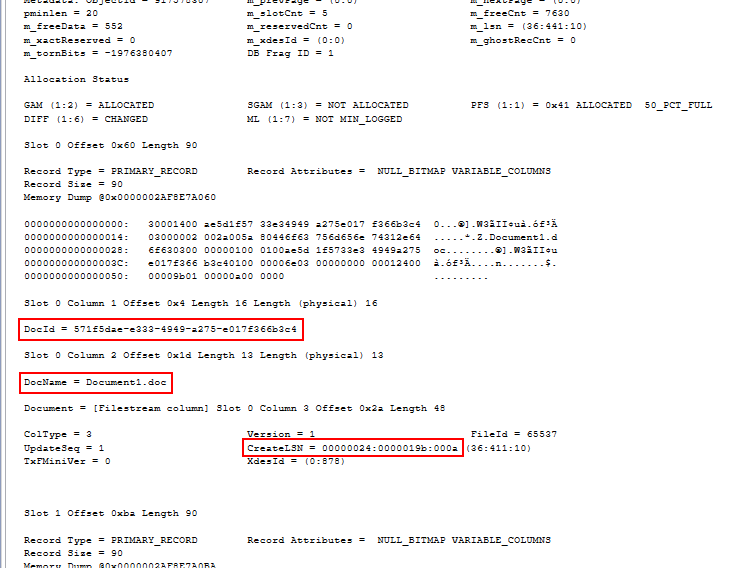 Metadata: ObjectId = 917578307 m_prevPage = (0:0) m_nextPage = (0:0)
pminlen = 20 m_slotCnt = 5 m_freeCnt = 7630
m_freeData = 552 m_reservedCnt = 0 m_lsn = (36:441:10)
m_xactReserved = 0 m_xdesId = (0:0) m_ghostRecCnt = 0
m_tornBits = -1976380407 DB Frag ID = 1
Allocation Status
GAM (1:2) = ALLOCATED SGAM (1:3) = NOT ALLOCATED PFS (1:1) = 0x41 ALLOCATED 50_PCT_FULL
DIFF (1:6) = CHANGED ML (1:7) = NOT MIN_LOGGED
Slot 0 Offset 0x60 Length 90
Record Type = PRIMARY_RECORD Record Attributes = NULL_BITMAP VARIABLE_COLUMNS
Record Size = 90
Memory Dump @0x0000002AF8E7A060
0000000000000000: 30001400 ae5d1f57 33e34949 a275e017 f366b3c4 0...®].W3ãII¢uà.óf³Ä
0000000000000014: 03000002 002a005a 80446f63 756d656e 74312e64 .....*.Z.Document1.d
0000000000000028: 6f630300 00000100 0100ae5d 1f5733e3 4949a275 oc........®].W3ãII¢u
000000000000003C: e017f366 b3c40100 00006e03 00000000 00012400 à.óf³Ä....n.......$.
0000000000000050: 00009b01 00000a00 0000 ..........
Slot 0 Column 1 Offset 0x4 Length 16 Length (physical) 16
DocId = 571f5dae-e333-4949-a275-e017f366b3c4
Slot 0 Column 2 Offset 0x1d Length 13 Length (physical) 13
DocName = Document1.doc
Document = [Filestream column] Slot 0 Column 3 Offset 0x2a Length 48
ColType = 3 Version = 1 FileId = 65537
UpdateSeq = 1 CreateLSN = 00000024:0000019b:000a (36:411:10)
TxFMiniVer = 0 XdesId = (0:878)
Slot 1 Offset 0xba Length 90
Record Type = PRIMARY_RECORD Record Attributes = NULL_BITMAP VARIABLE_COLUMNS
Record Size = 90
Memory Dump @0x0000002AF8E7A0BA